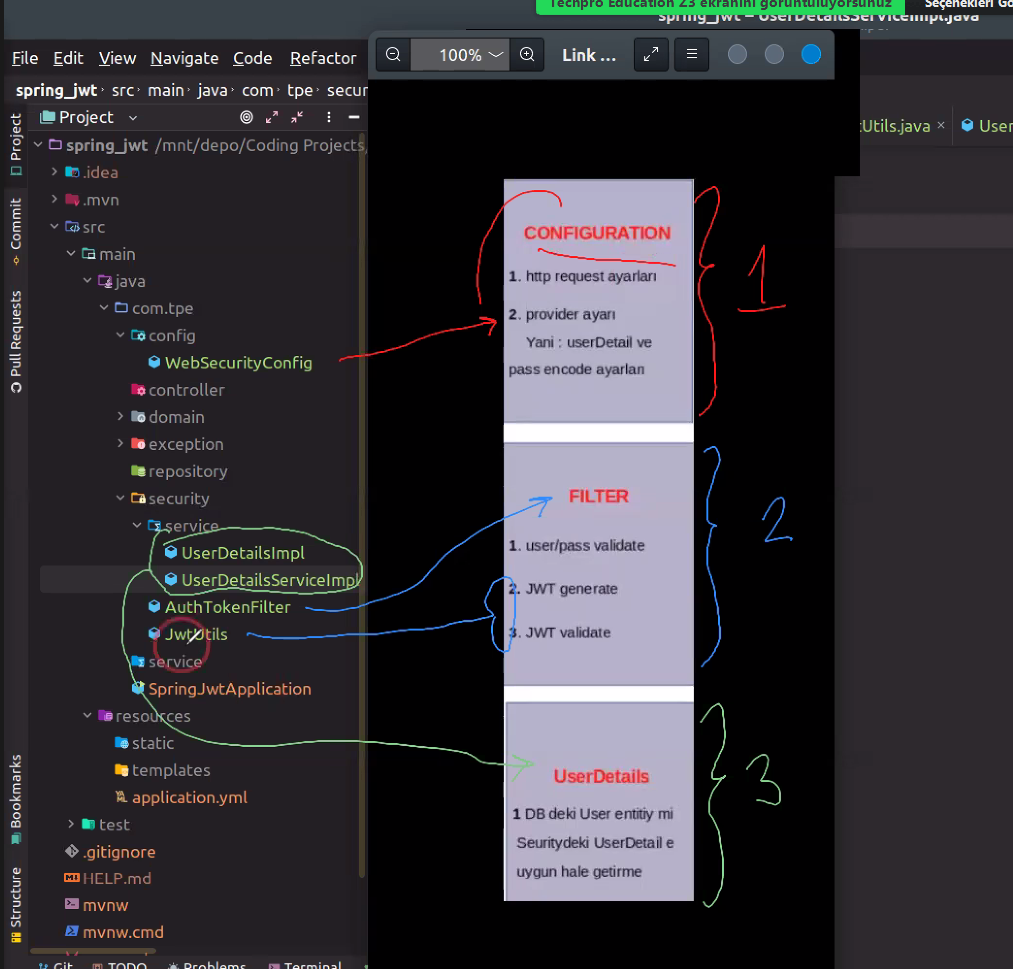 Techpro Education 23 ekranını görüntülüyorsunuz
Seçenekleri Gö
spring_jwt – UserDetailsServiceImpl.java
File Edit View Navigate Code Refactor
100% Link ...
spring_jwt src main java com tpe secur
Project
tUtils.java × User
spring_jwt /mnt/depo/Coding Projects/
.idea
.mvn
src
main
java
com.tpe
config
WebSecurityConfig
controller
domain
exception
repository
security
service
UserDetailsImpl
UserDetailsServiceImpl
AuthTokenFilter
JwtUtils
service
SpringJwtApplication
resources
static
templates
application.yml
test
.gitignore
HELP.md
mvnw
mvnw.cmd
Project
Commit
Pull Requests
Bookmarks
Structure
Git TODO Problems Terminal
CONFIGURATION
1. http request ayarları
2. provider ayarı
Yani : userDetail ve
pass encode ayarları
1
FILTER
1. user/pass validate
2. JWT generate
3. JWT validate
2
UserDetails
1 DB deki User entitiy mi
Seuritydeki UserDetail e
uygun hale getirme
3